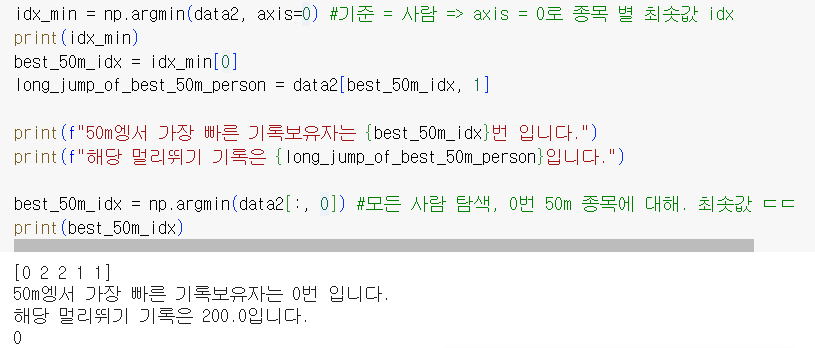 idx_min = np.argmin(data2, axis=0) #기준 = 사람 => axis = 0로 종목 별 최솟값 idx
print(idx_min)
best_50m_idx = idx_min[0]
long_jump_of_best_50m_person = data2[best_50m_idx, 1]
print(f"50m엥서 가장 빠른 기록보유자는 {best_50m_idx}번 입니다.")
print(f"해당 멀리뛰기 기록은 {long_jump_of_best_50m_person}입니다.")
best_50m_idx = np.argmin(data2[:, 0]) #모든 사람 탐색, 0번 50m 종목에 대해. 최솟값 ㄷㄷ
print(best_50m_idx)
[0 2 2 1 1]
50m엥서 가장 빠른 기록보유자는 0번 입니다.
해당 멀리뛰기 기록은 200.0입니다.
0